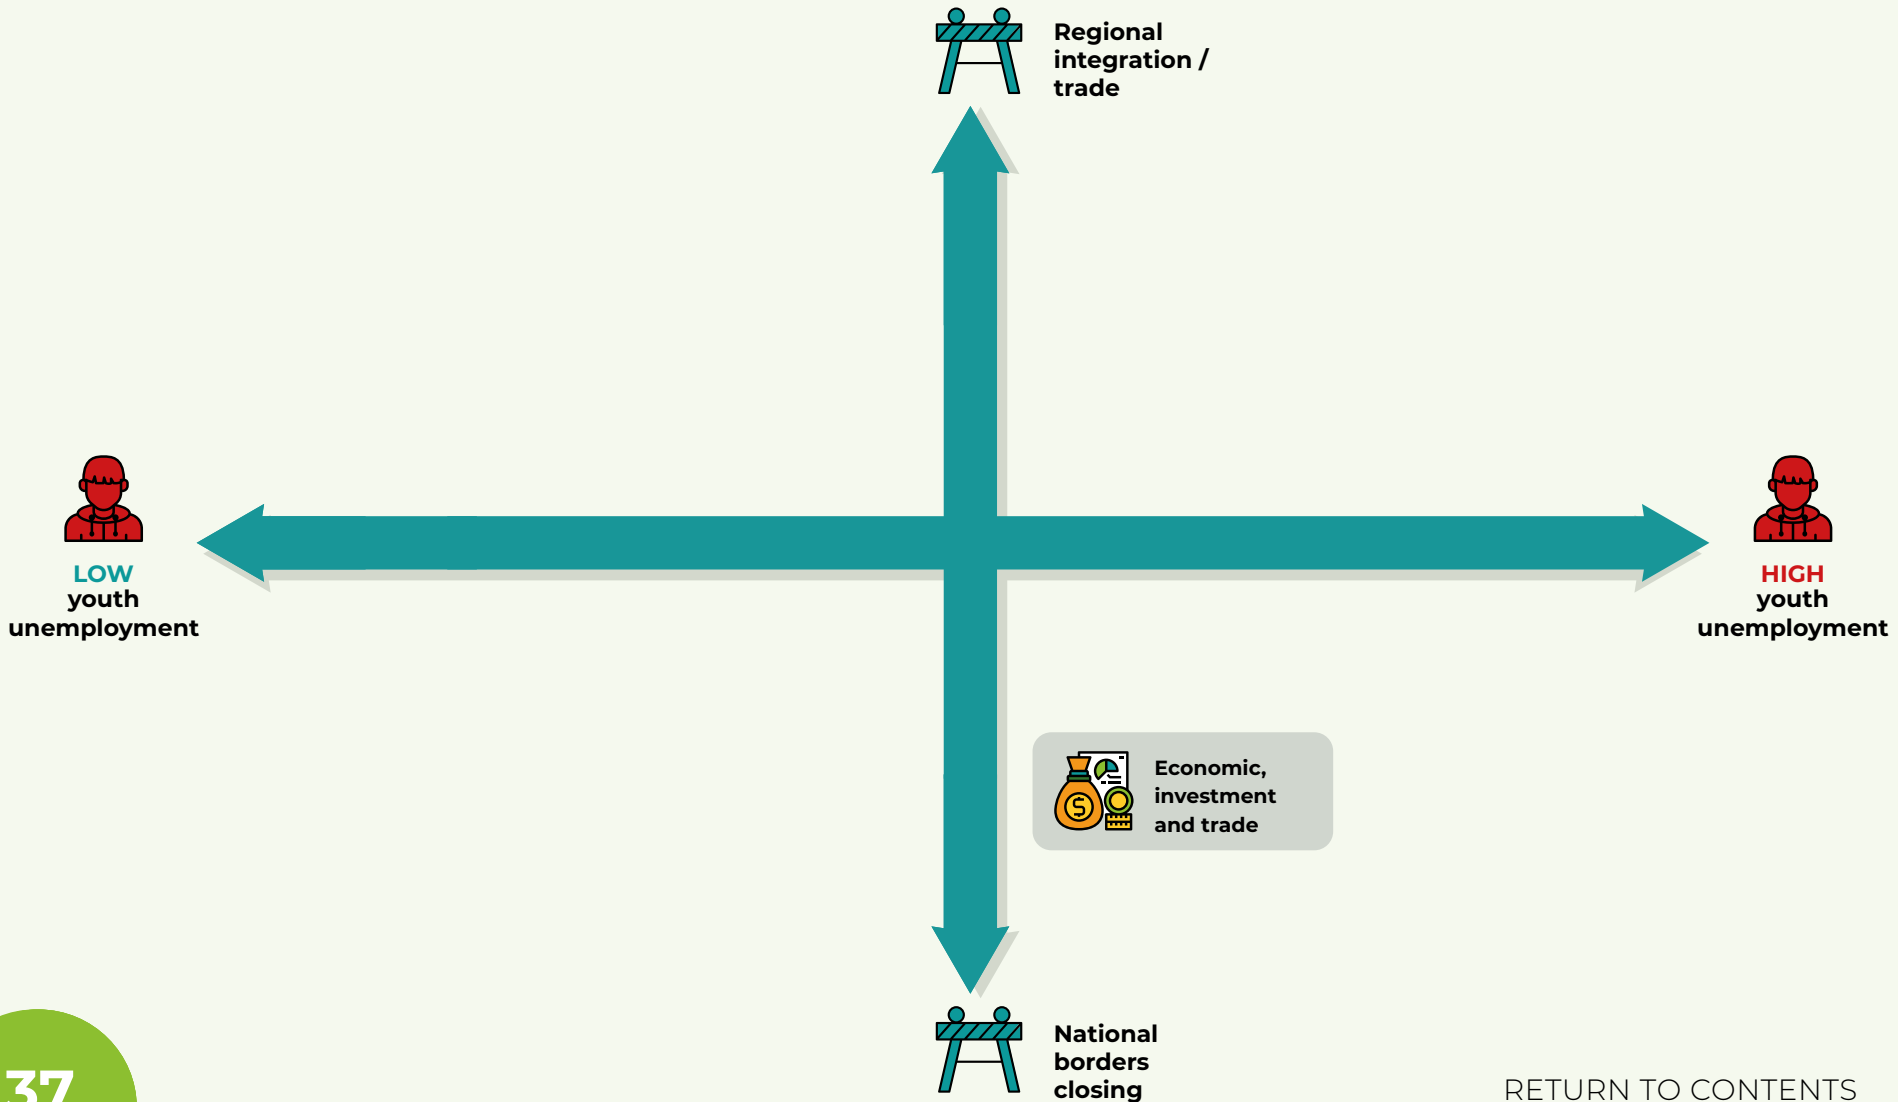 Regional
integration /
trade
LOW
youth
unemployment
HIGH
youth
unemployment
$
Economic,
investment
and trade
National
borders
closing
37
RETURN TO CONTENTS